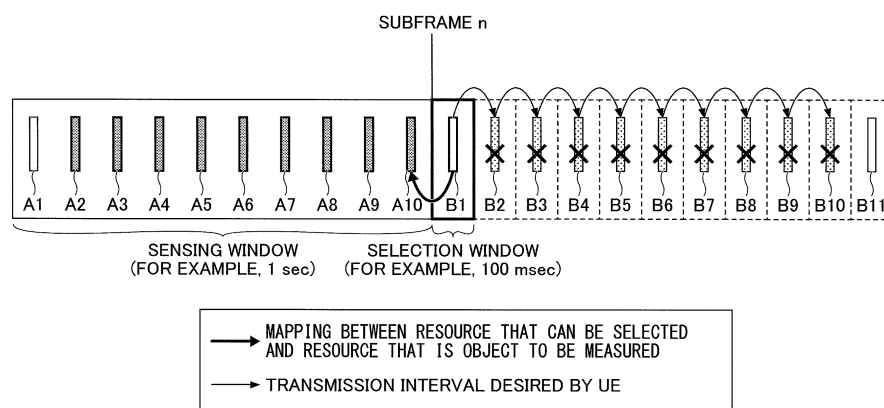 SUBFRAME n
A1 A2 A3 A4 A5 A6 A7 A8 A9 A10 B1 B2 B3 B4 B5 B6 B7 B8 B9 B10 B11
SENSING WINDOW
(FOR EXAMPLE, 1 sec)
SELECTION WINDOW
(FOR EXAMPLE, 100 msec)
MAPPING BETWEEN RESOURCE THAT CAN BE SELECTED
AND RESOURCE THAT IS OBJECT TO BE MEASURED
TRANSMISSION INTERVAL DESIRED BY UE